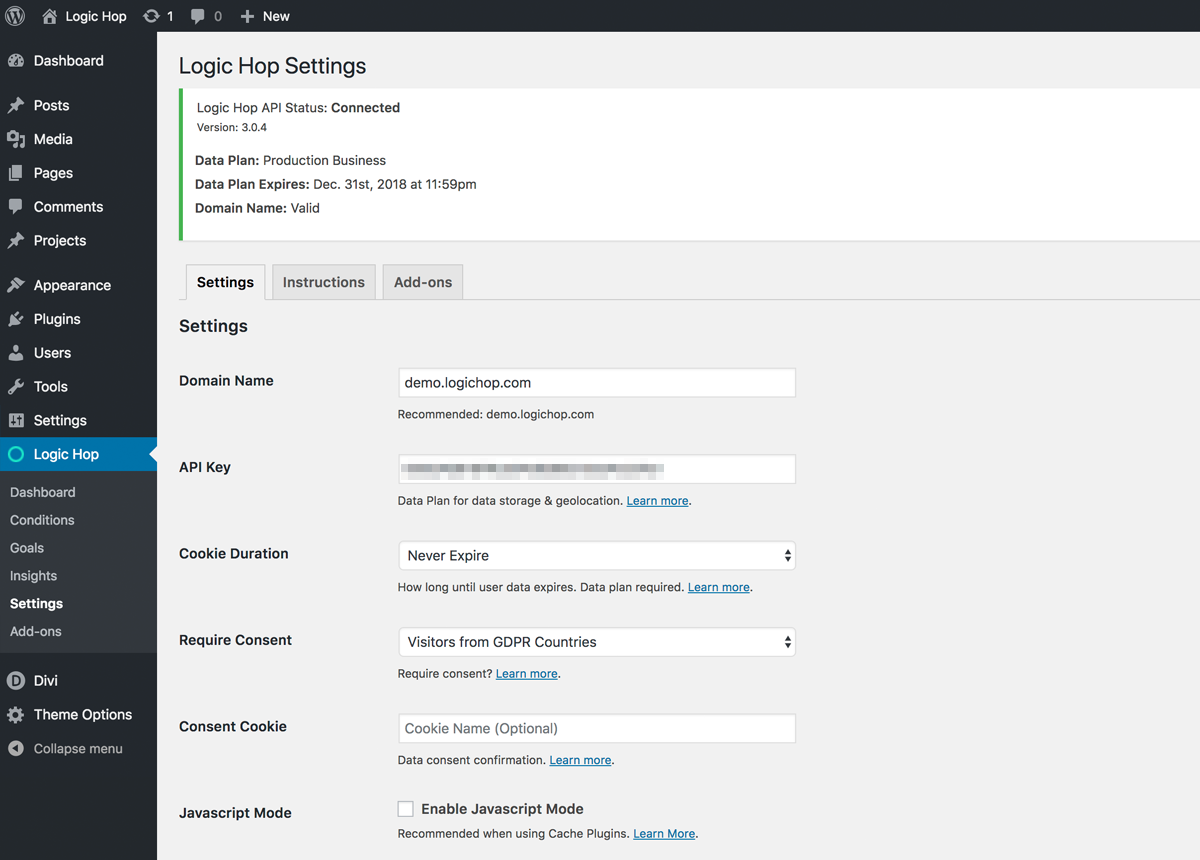 Logic Hop 1 0 New
Dashboard
Posts
Media
Pages
Comments
Projects
Appearance
Plugins
Users
Tools
Settings
Logic Hop
Dashboard
Conditions
Goals
Insights
Settings
Add-ons
Divi
Theme Options
Collapse menu
Logic Hop Settings
Logic Hop API Status: Connected
Version: 3.0.4
Data Plan: Production Business
Data Plan Expires: Dec. 31st, 2018 at 11:59pm
Domain Name: Valid
Settings Instructions Add-ons
Settings
Domain Name demo.logichop.com
Recommended: demo.logichop.com
API Key
Data Plan for data storage & geolocation. Learn more.
Cookie Duration Never Expire
How long until user data expires. Data plan required. Learn more.
Require Consent Visitors from GDPR Countries
Require consent? Learn more.
Consent Cookie Cookie Name (Optional)
Data consent confirmation. Learn more.
Javascript Mode Enable Javascript Mode
Recommended when using Cache Plugins. Learn More.